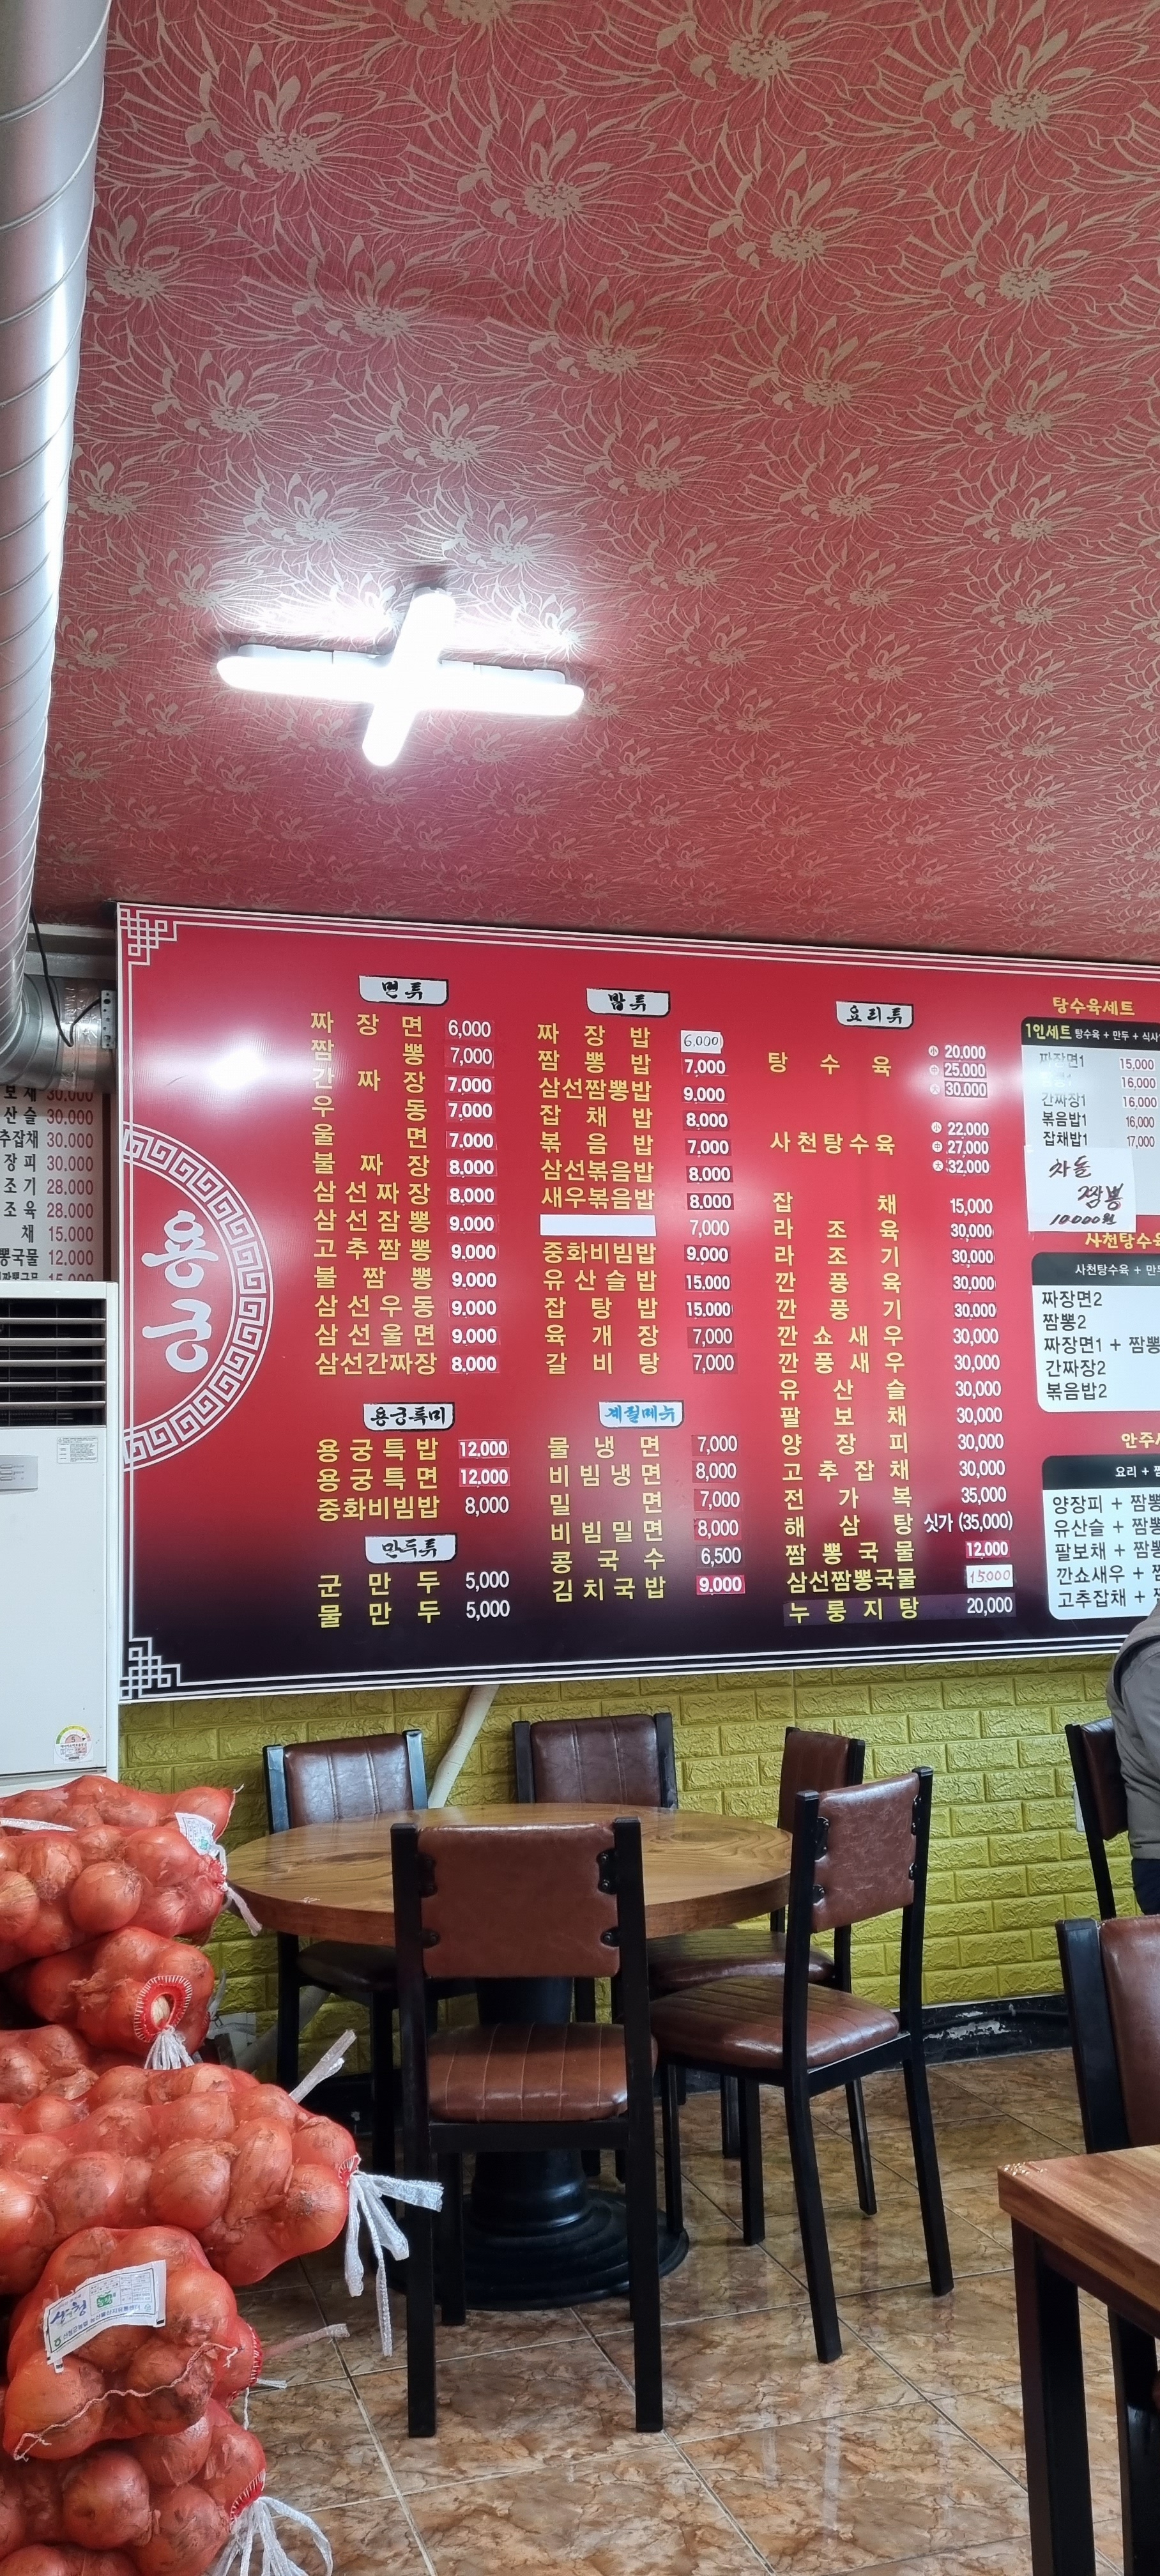 보 채 30,000
산 슬 30.000
추잡채 30.000
장 피 30.000
조 기 28.000
조 육 28.000
채 15.000
뽕국물 12.000
용궁
면류
짜장면 6,000
짬뽕 7,000
간짜장 7.000
우동 7.000
울면 7.000
불짜장 8.000
삼선짜장 8.000
삼선잠뽕 9.000
고추짬뽕 9.000
불짬뽕 9.000
삼선우동 9.000
삼선울면 9.000
삼선간짜장 8.000
용궁특미
용궁특밥 12,000
용궁특면 12,000
중화비빔밥 8,000
만두류
군만두 5,000
물만두 5,000
밥류
짜장밥 6,000
짬뽕밥 7,000
삼선짬뽕밥 9.000
잡채밥 8,000
볶음밥 7,000
삼선볶음밥 8.000
새우볶음밥 8.000
7,000
중화비빔밥 9.000
유산슬밥 15.000
잡탕밥 15.000
육개장 7,000
갈비탕 7,000
계절메뉴
물냉면 7,000
비빔냉면 8,000
밀면 7,000
비빔밀면 8,000
콩국수 6,500
김치국밥 9,000
요리류
탕수육 小 20,000
中 25,000
大 30.000
사천탕수육 小 22,000
中 27,000
大 32,000
잡채 15,000
라조육 30,000
라조기 30,000
깐풍육 30,000
깐풍기 30,000
깐쇼새우 30,000
깐풍새우 30,000
유산슬 30,000
팔보채 30,000
양장피 30,000
고추잡채 30,000
전가복 35,000
해삼탕 싯가 (35,000)
짬뽕국물 12,000
삼선짬뽕국물 15000
누룽지탕 20,000
탕수육세트
1인세트 탕수육 + 만두 + 식사
짜장면1 15,000
16,000
간짜장1 16,000
볶음밥1 16,000
잡채밥1 17,000
차돌
짬뽕
10000원
사천탕수육
사천탕수육 + 만두
짜장면2
짬뽕2
짜장면1 + 짬뽕
간짜장2
볶음밥2
안주
요리 +
양장피 + 짬뽕
유산슬 + 짬뽕
팔보채 + 짬뽕
깐쇼새우 +
고추잡채 +